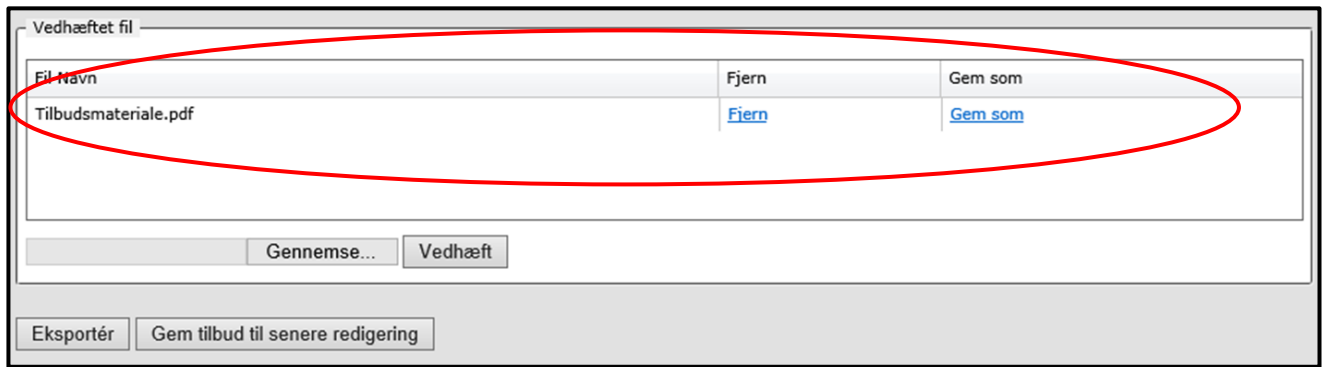 Vedhæftet fil
Fil Navn Fjern Gem som
Tilbudsmateriale.pdf Fjern Gem som
Gennemse... Vedhæft
Eksportér Gem tilbud til senere redigering